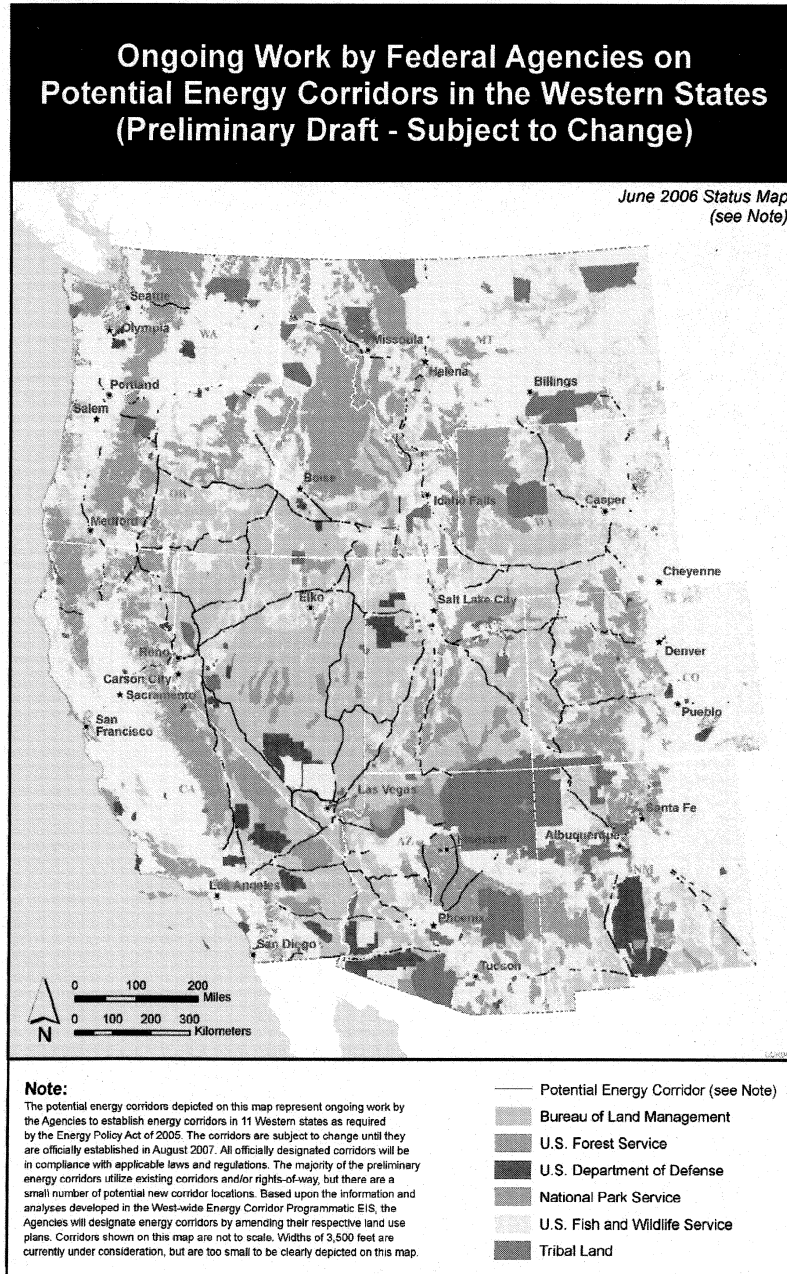 Ongoing Work by Federal Agencies on
Potential Energy Corridors in the Western States
(Preliminary Draft - Subject to Change)
June 2006 Status Map
(see Note)
Seattle
Olympia
WA
Missoula
MT
Helena
Portland
Billings
Salem
Boise
OR
ID
Idaho Falls
WY
Casper
Medford
Cheyenne
Elko
Salt Lake City
Reno
Denver
Carson City
CO
Sacramento
Pueblo
San
Francisco
CA
Las Vegas
Santa Fe
AZ
Flagstaff
Albuquerque
NM
Los Angeles
Phoenix
San Diego
Tucson
0 100 200
Miles
0 100 200 300
Kilometers
N
Note:
The potential energy corridors depicted on this map represent ongoing work by
the Agencies to establish energy corridors in 11 Western states as required
by the Energy Policy Act of 2005. The corridors are subject to change until they
are officially established in August 2007. All officially designated corridors will be
in compliance with applicable laws and regulations. The majority of the preliminary
energy corridors utilize existing corridors and/or rights-of-way, but there are a
small number of potential new corridor locations. Based upon the information and
analyses developed in the West-wide Energy Corridor Programmatic EIS, the
Agencies will designate energy corridors by amending their respective land use
plans. Corridors shown on this map are not to scale. Widths of 3,500 feet are
currently under consideration, but are too small to be clearly depicted on this map.
Potential Energy Corridor (see Note)
Bureau of Land Management
U.S. Forest Service
U.S. Department of Defense
National Park Service
U.S. Fish and Wildlife Service
Tribal Land